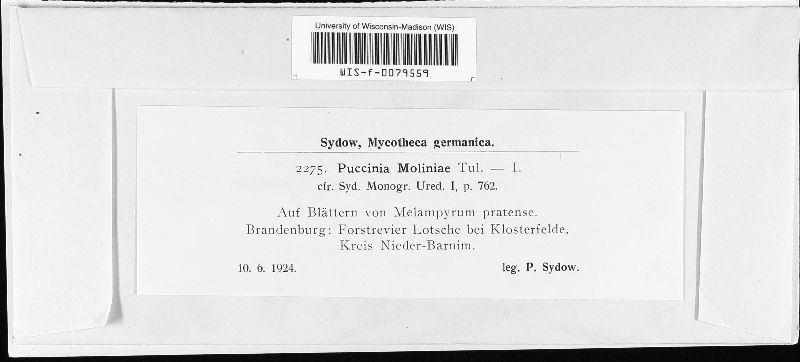 University of Wisconsin-Madison (WIS)
WIS-f-0079559
Sydow, Mycotheca germanica.
2275. Puccinia Moliniae Tul. — I.
cfr. Syd. Monogr. Ured. I, p. 762.
Auf Blättern von Melampyrum pratense.
Brandenburg: Forstrevier Lotsche bei Klosterfelde,
Kreis Nieder-Barnim.
10. 6. 1924. leg. P. Sydow.